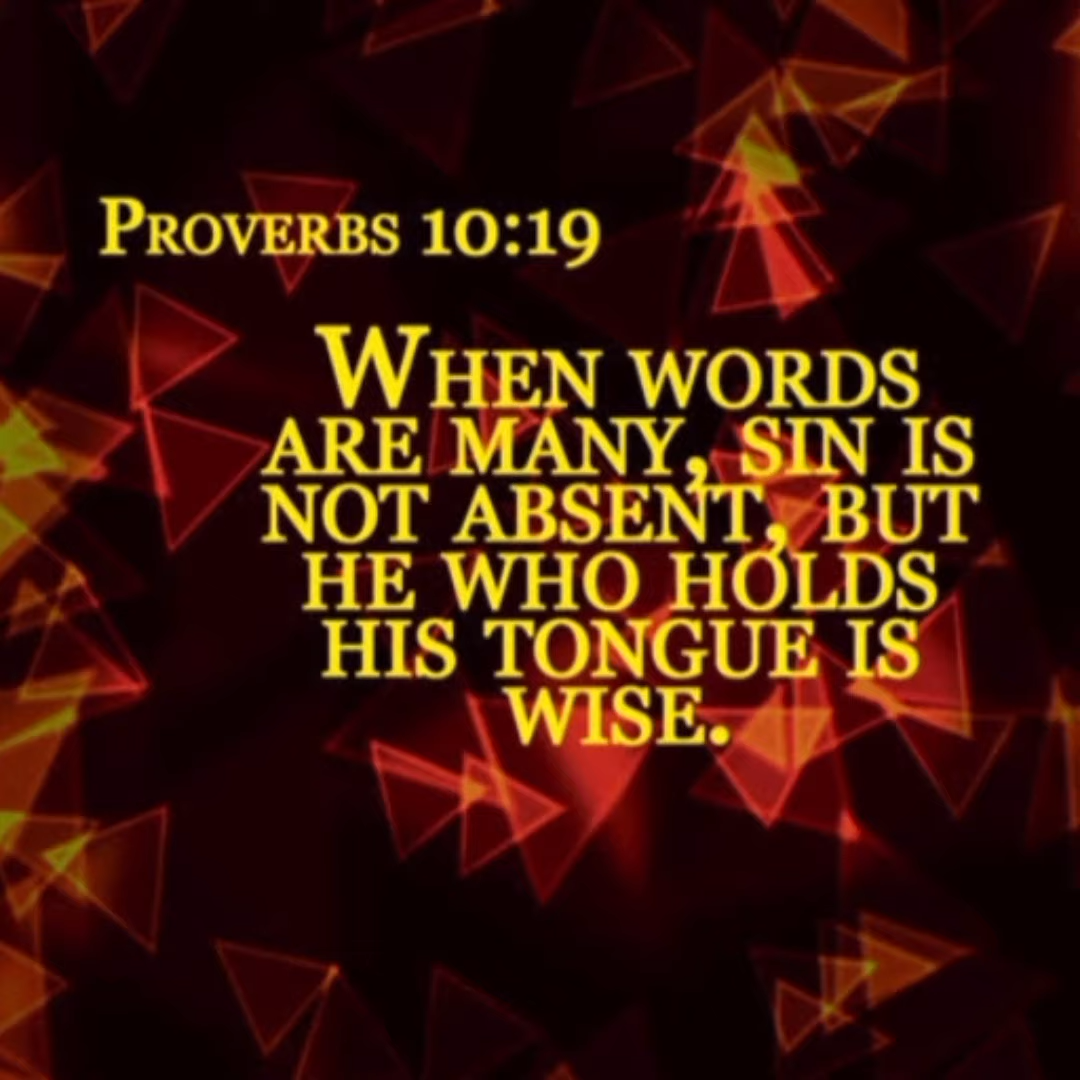 Proverbs 10:19
When words
are many, sin is
not absent, but
he who holds
his tongue is
wise.